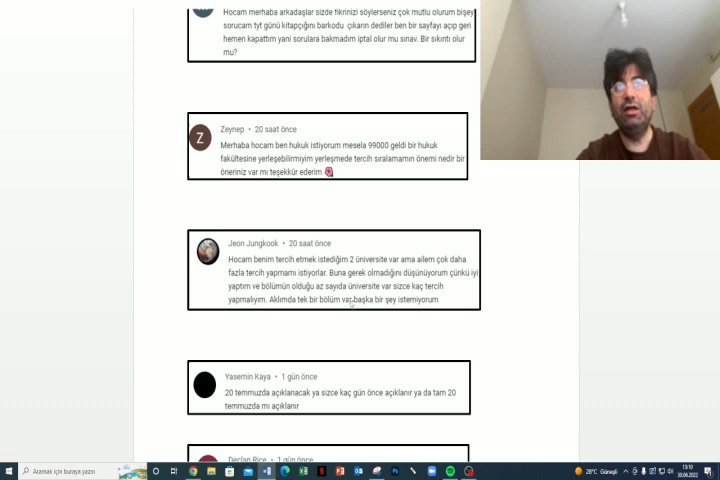 Hocam merhaba arkadaşlar sizde fikrinizi söylerseniz çok mutlu olurum bişey
sorucam tyt günü kitapçığını barkodu çıkarın dediler ben bir sayfayı açıp geri
hemen kapattım yani sorulara bakmadım iptal olur mu sınav. Bir sıkıntı olur
mu?
Z
Zeynep • 20 saat önce
Merhaba hocam ben hukuk istiyorum mesela 99000 geldi bir hukuk
fakültesine yerleşebilirmiyim yerleşmede tercih sıralamamın önemi nedir bir
öneriniz var mı teşekkür ederim
Jeon Jungkook • 20 saat önce
Hocam benim tercih etmek istediğim 2 üniversite var ama ailem çok daha
fazla tercih yapmamı istiyorlar. Buna gerek olmadığını düşünüyorum çünkü iyi
yaptım ve bölümün olduğu az sayıda üniversite var sizce kaç tercih
yapmalıyım. Aklımda tek bir bölüm var başka bir şey istemiyorum
Yasemin Kaya • 1 gün önce
20 temmuzda açıklanacak ya sizce kaç gün önce açıklanır ya da tam 20
temmuzda mı açıklanır
Declan Rice • 1 gün önce
Aramak için buraya yazın
28°C Güneşli
13:10
30.06.2022